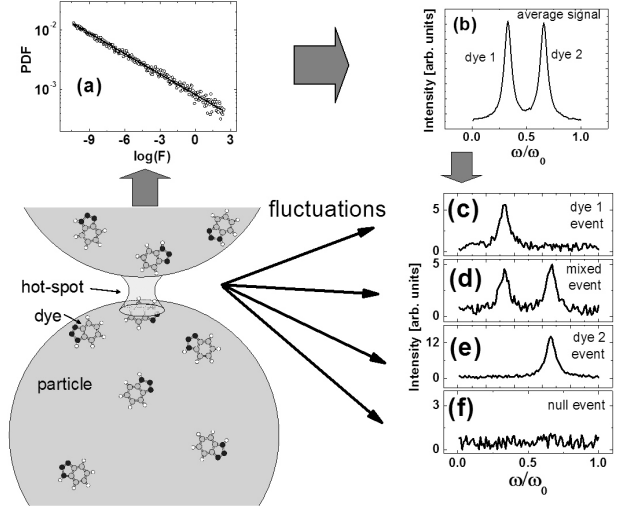 10⁻²
PDF
(a)
10⁻³
-9 -6 -3 0 3
log(F)
(b)
average signal
dye 1
dye 2
Intensity [arb. units]
0.0 0.5 1.0
ω/ω₀
fluctuations
hot-spot
dye
particle
Intensity [arb. units]
5
(c)
dye 1
event
0
5
(d)
mixed
event
0
12
(e)
dye 2
event
0
3
(f)
null event
0
0.0 0.5 1.0
ω/ω₀